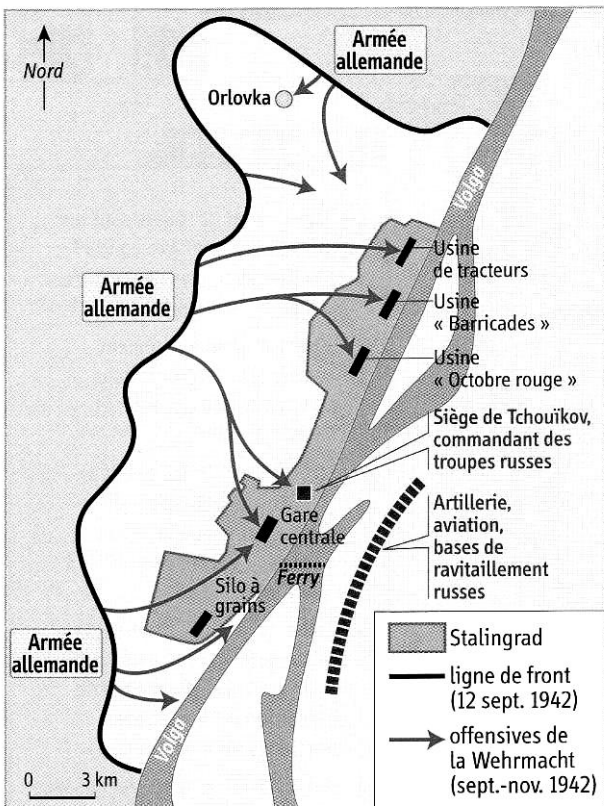 Nord
Armée
allemande
Orlovka
Volga
Usine
de tracteurs
Armée
allemande
Usine
« Barricades »
Usine
« Octobre rouge »
Siège de Tchouïkov,
commandant des
troupes russes
Gare
centrale
Artillerie,
aviation,
bases de
ravitaillement
russes
Ferry
Silo à
grains
Armée
allemande
Volga
0 3 km
Stalingrad
ligne de front
(12 sept. 1942)
offensives de
la Wehrmacht
(sept.-nov. 1942)